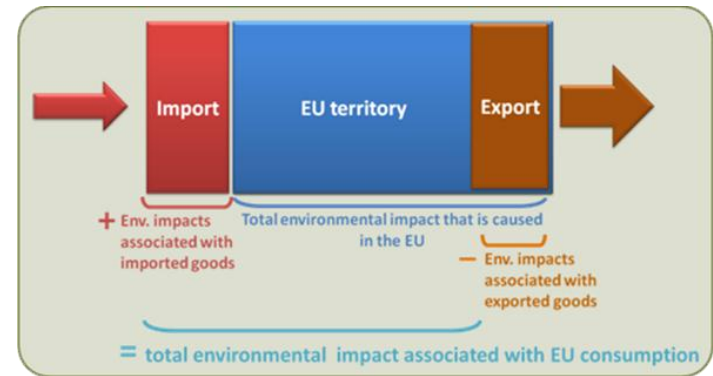 Import
EU territory
Export
+ Env. impacts
associated with
imported goods
Total environmental impact that is caused
in the EU
− Env. impacts
associated with
exported goods
= total environmental impact associated with EU consumption